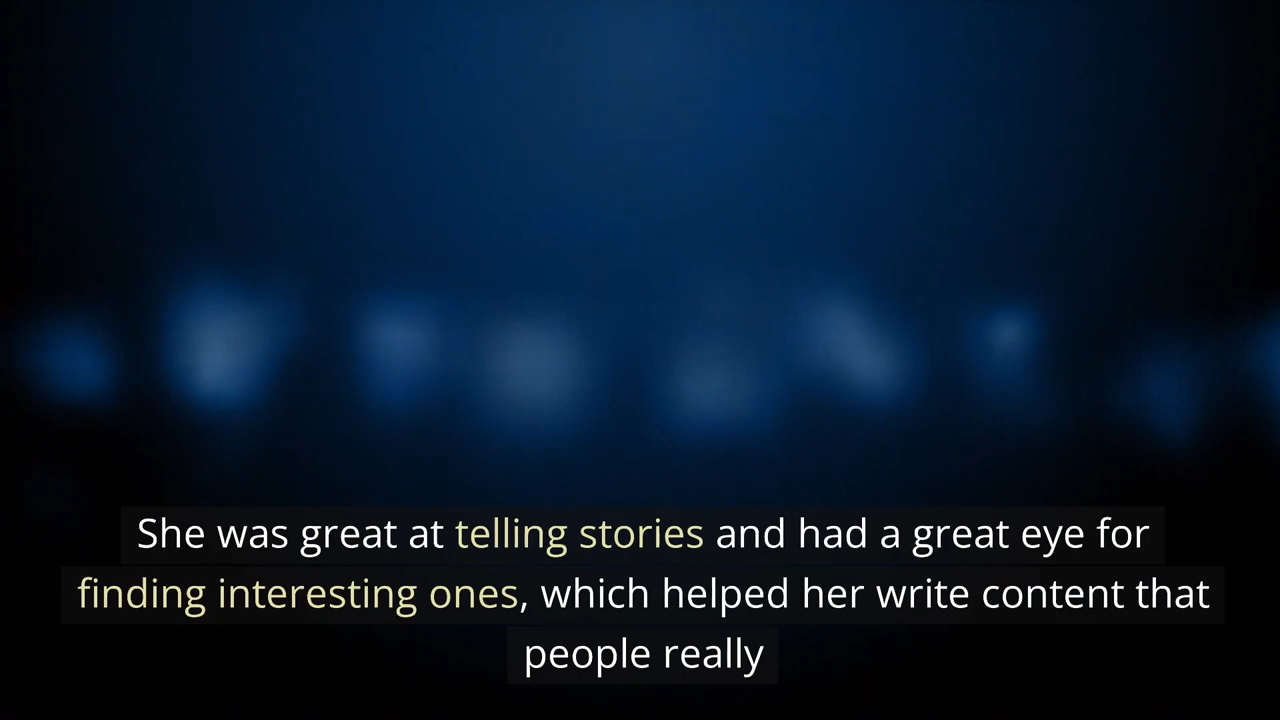 She was great at telling stories and had a great eye for
finding interesting ones, which helped her write content that
people really